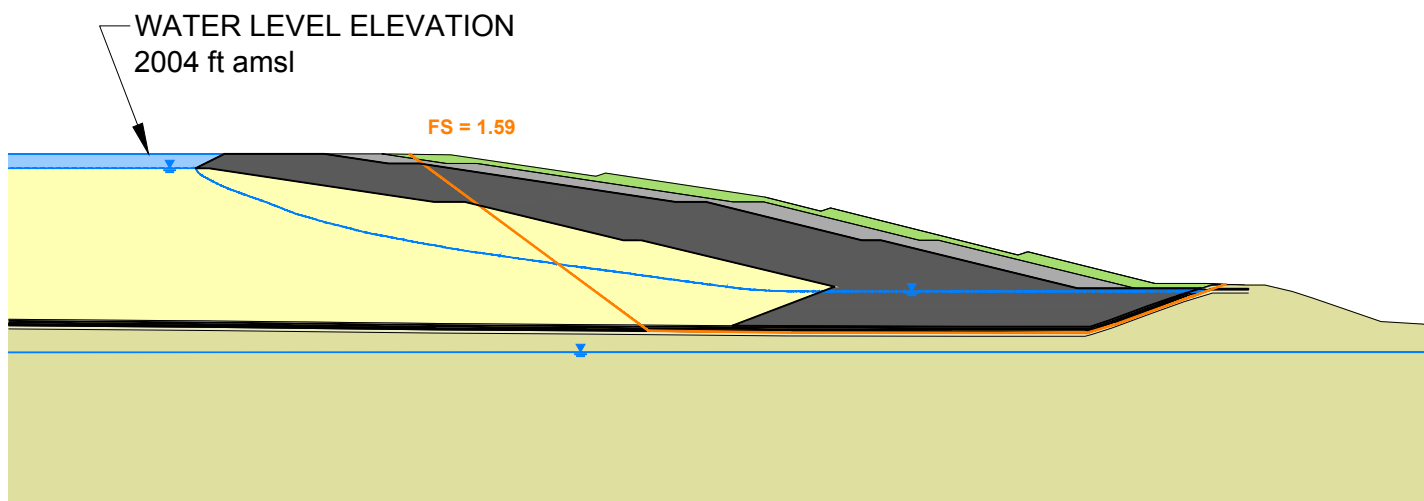 WATER LEVEL ELEVATION
2004 ft amsl
FS = 1.59